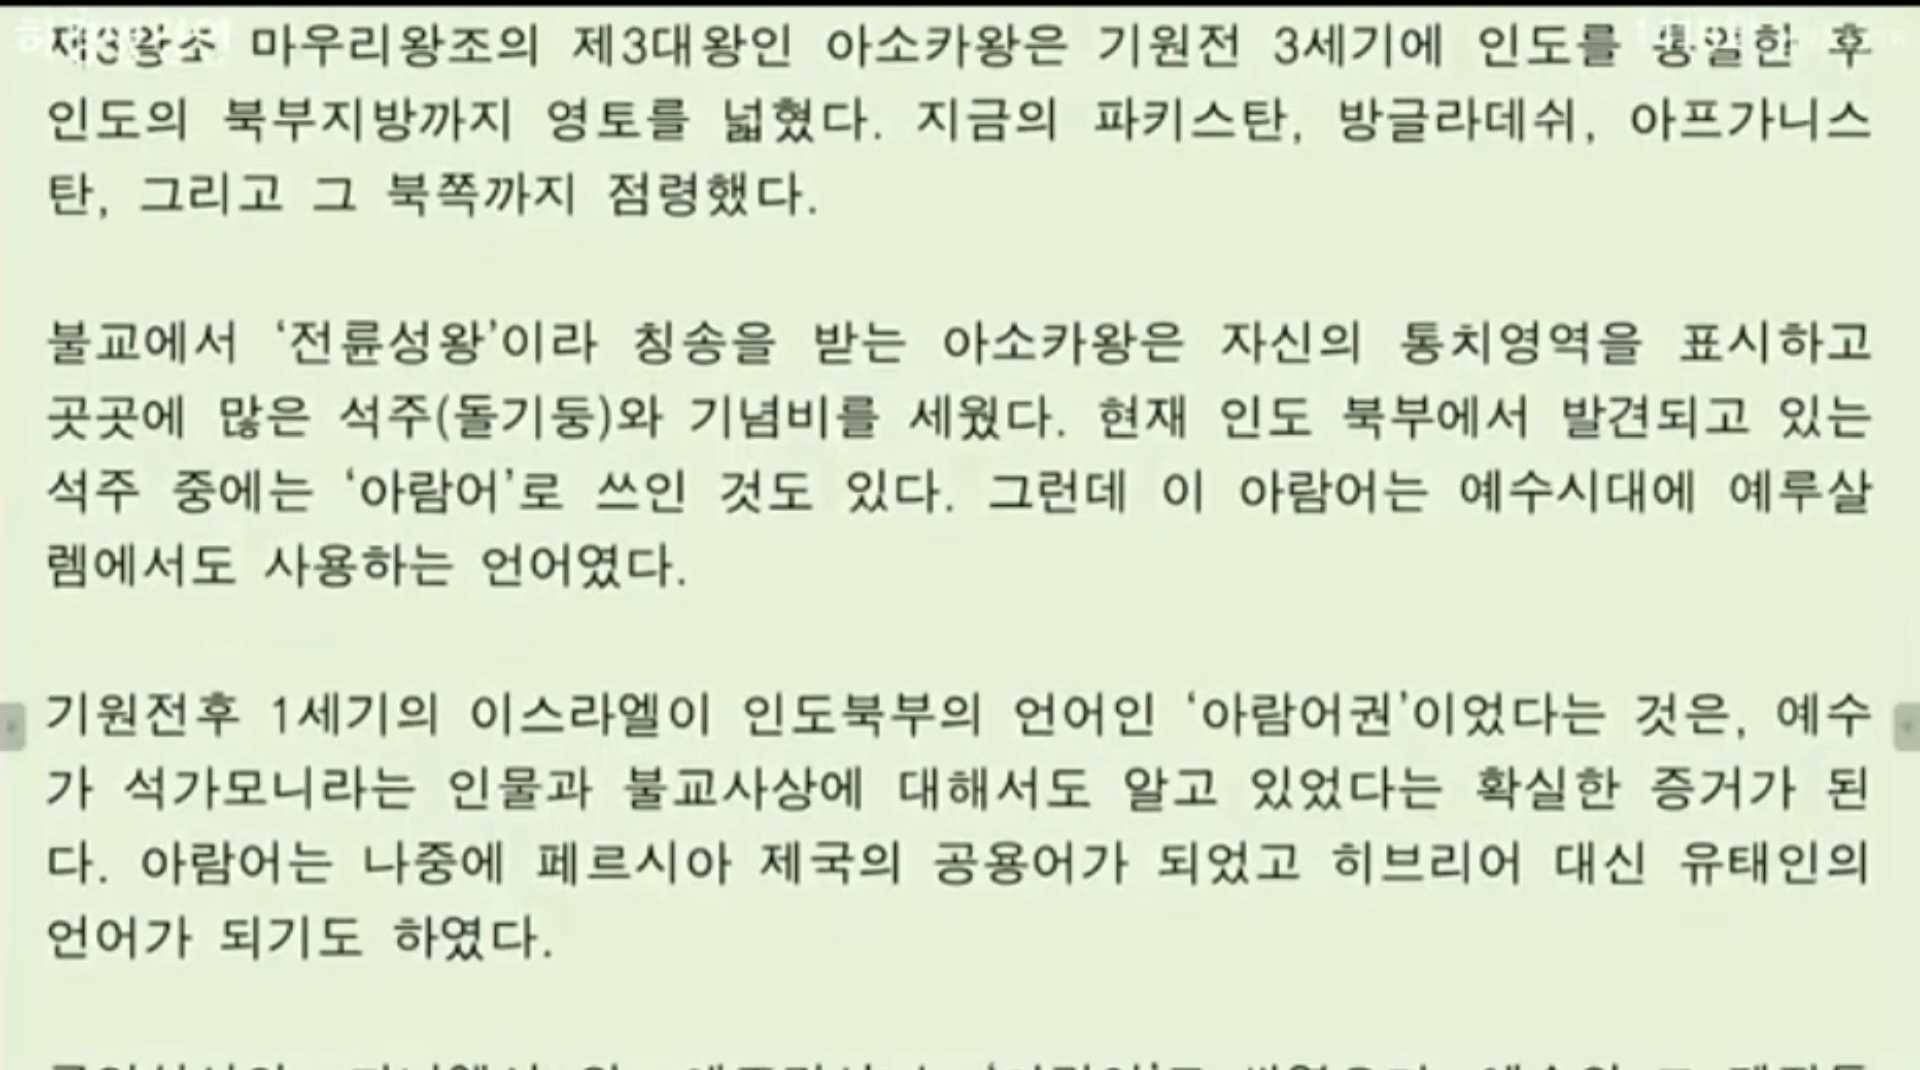 제3왕조 마우리왕조의 제3대왕인 아소카왕은 기원전 3세기에 인도를 통일한 후
인도의 북부지방까지 영토를 넓혔다. 지금의 파키스탄, 방글라데쉬, 아프가니스
탄, 그리고 그 북쪽까지 점령했다.
불교에서 ‘전륜성왕’이라 칭송을 받는 아소카왕은 자신의 통치영역을 표시하고
곳곳에 많은 석주(돌기둥)와 기념비를 세웠다. 현재 인도 북부에서 발견되고 있는
석주 중에는 ‘아람어’로 쓰인 것도 있다. 그런데 이 아람어는 예수시대에 예루살
렘에서도 사용하는 언어였다.
기원전후 1세기의 이스라엘이 인도북부의 언어인 ‘아람어권’이었다는 것은, 예수
가 석가모니라는 인물과 불교사상에 대해서도 알고 있었다는 확실한 증거가 된
다. 아람어는 나중에 페르시아 제국의 공용어가 되었고 히브리어 대신 유태인의
언어가 되기도 하였다.